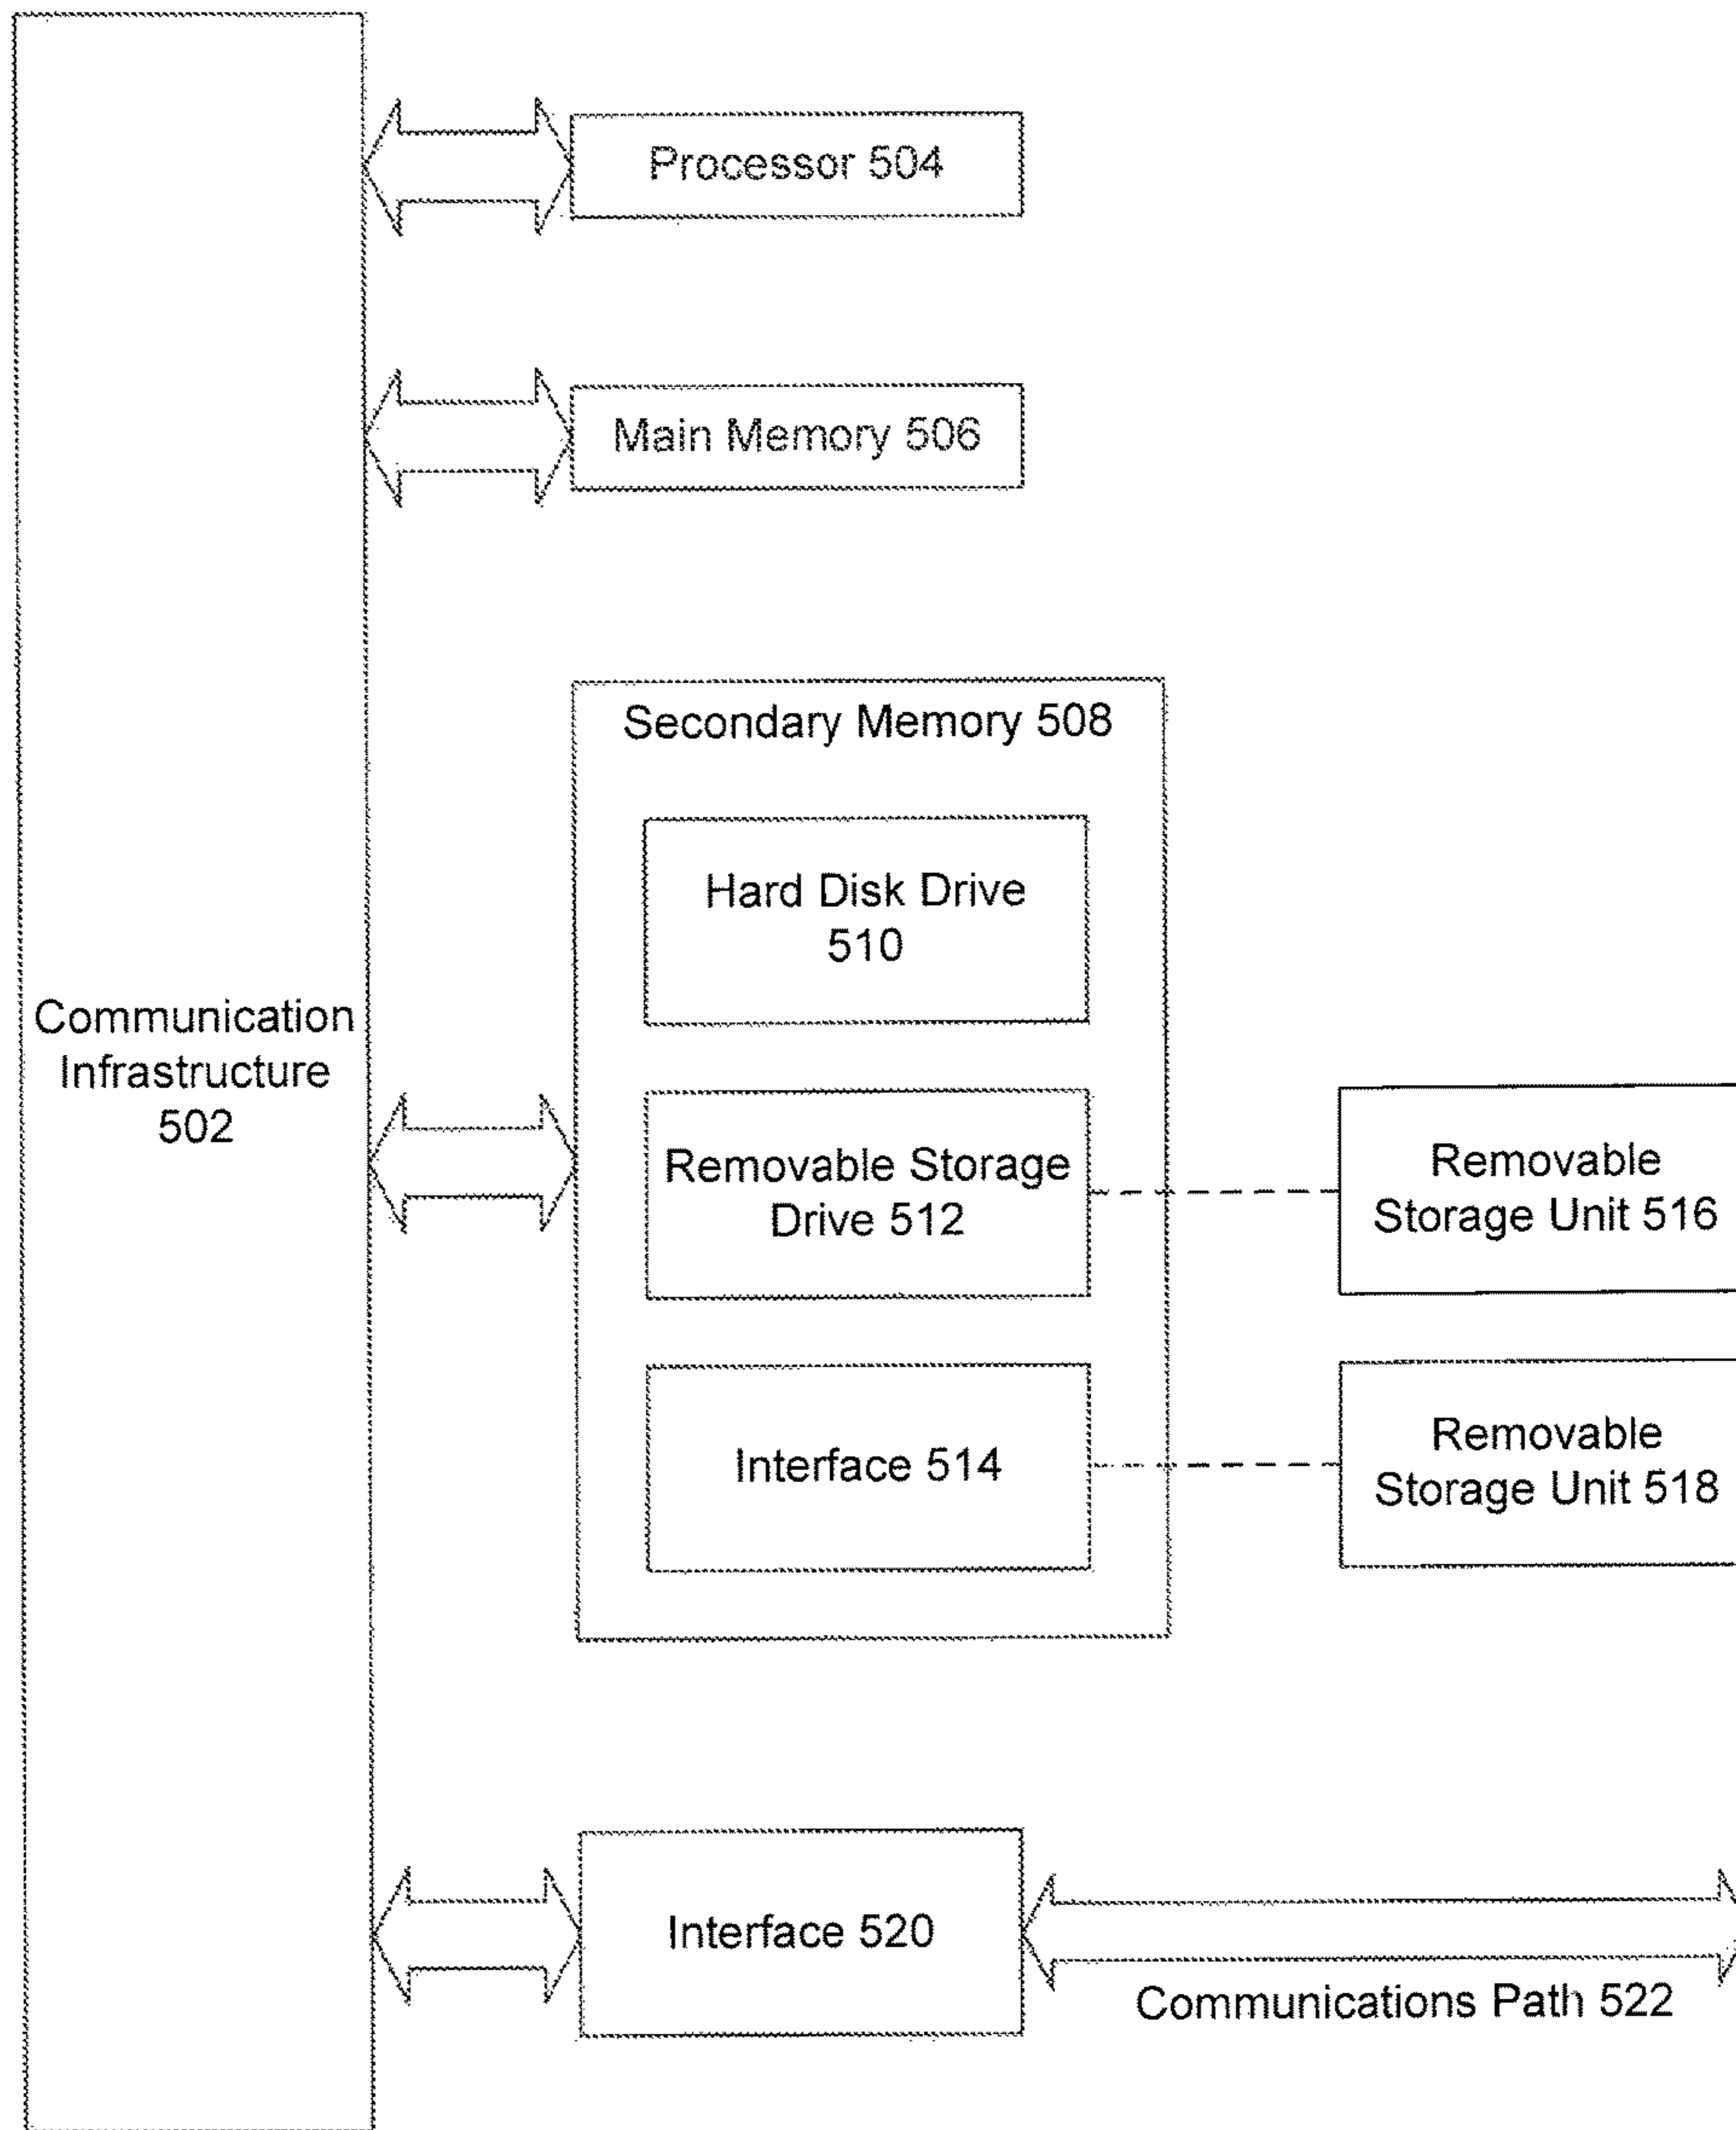 Processor 504
Main Memory 506
Secondary Memory 508
Hard Disk Drive
510
Communication
Infrastructure
502
Removable Storage
Drive 512
Removable
Storage Unit 516
Interface 514
Removable
Storage Unit 518
Interface 520
Communications Path 522